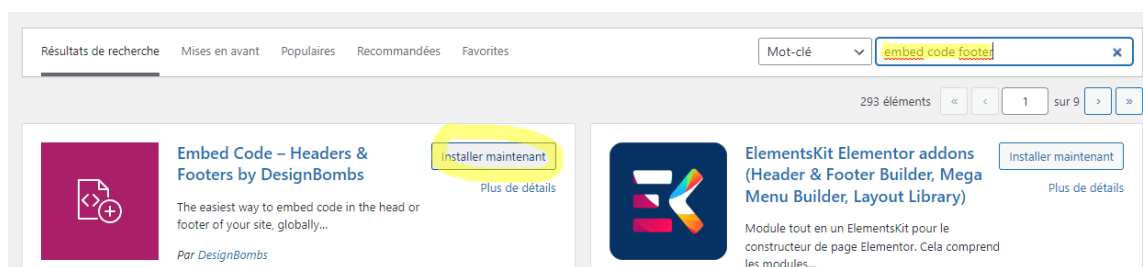 Résultats de recherche Mises en avant Populaires Recommandées Favorites Mot-clé embed code footer
293 éléments « ‹ 1 sur 9 › »
Embed Code – Headers &
Footers by DesignBombs
Installer maintenant
Plus de détails
The easiest way to embed code in the head or
footer of your site, globally...
Par DesignBombs
ElementsKit Elementor addons
(Header & Footer Builder, Mega
Menu Builder, Layout Library)
Installer maintenant
Plus de détails
Module tout en un ElementsKit pour le
constructeur de page Elementor. Cela comprend
les modules...